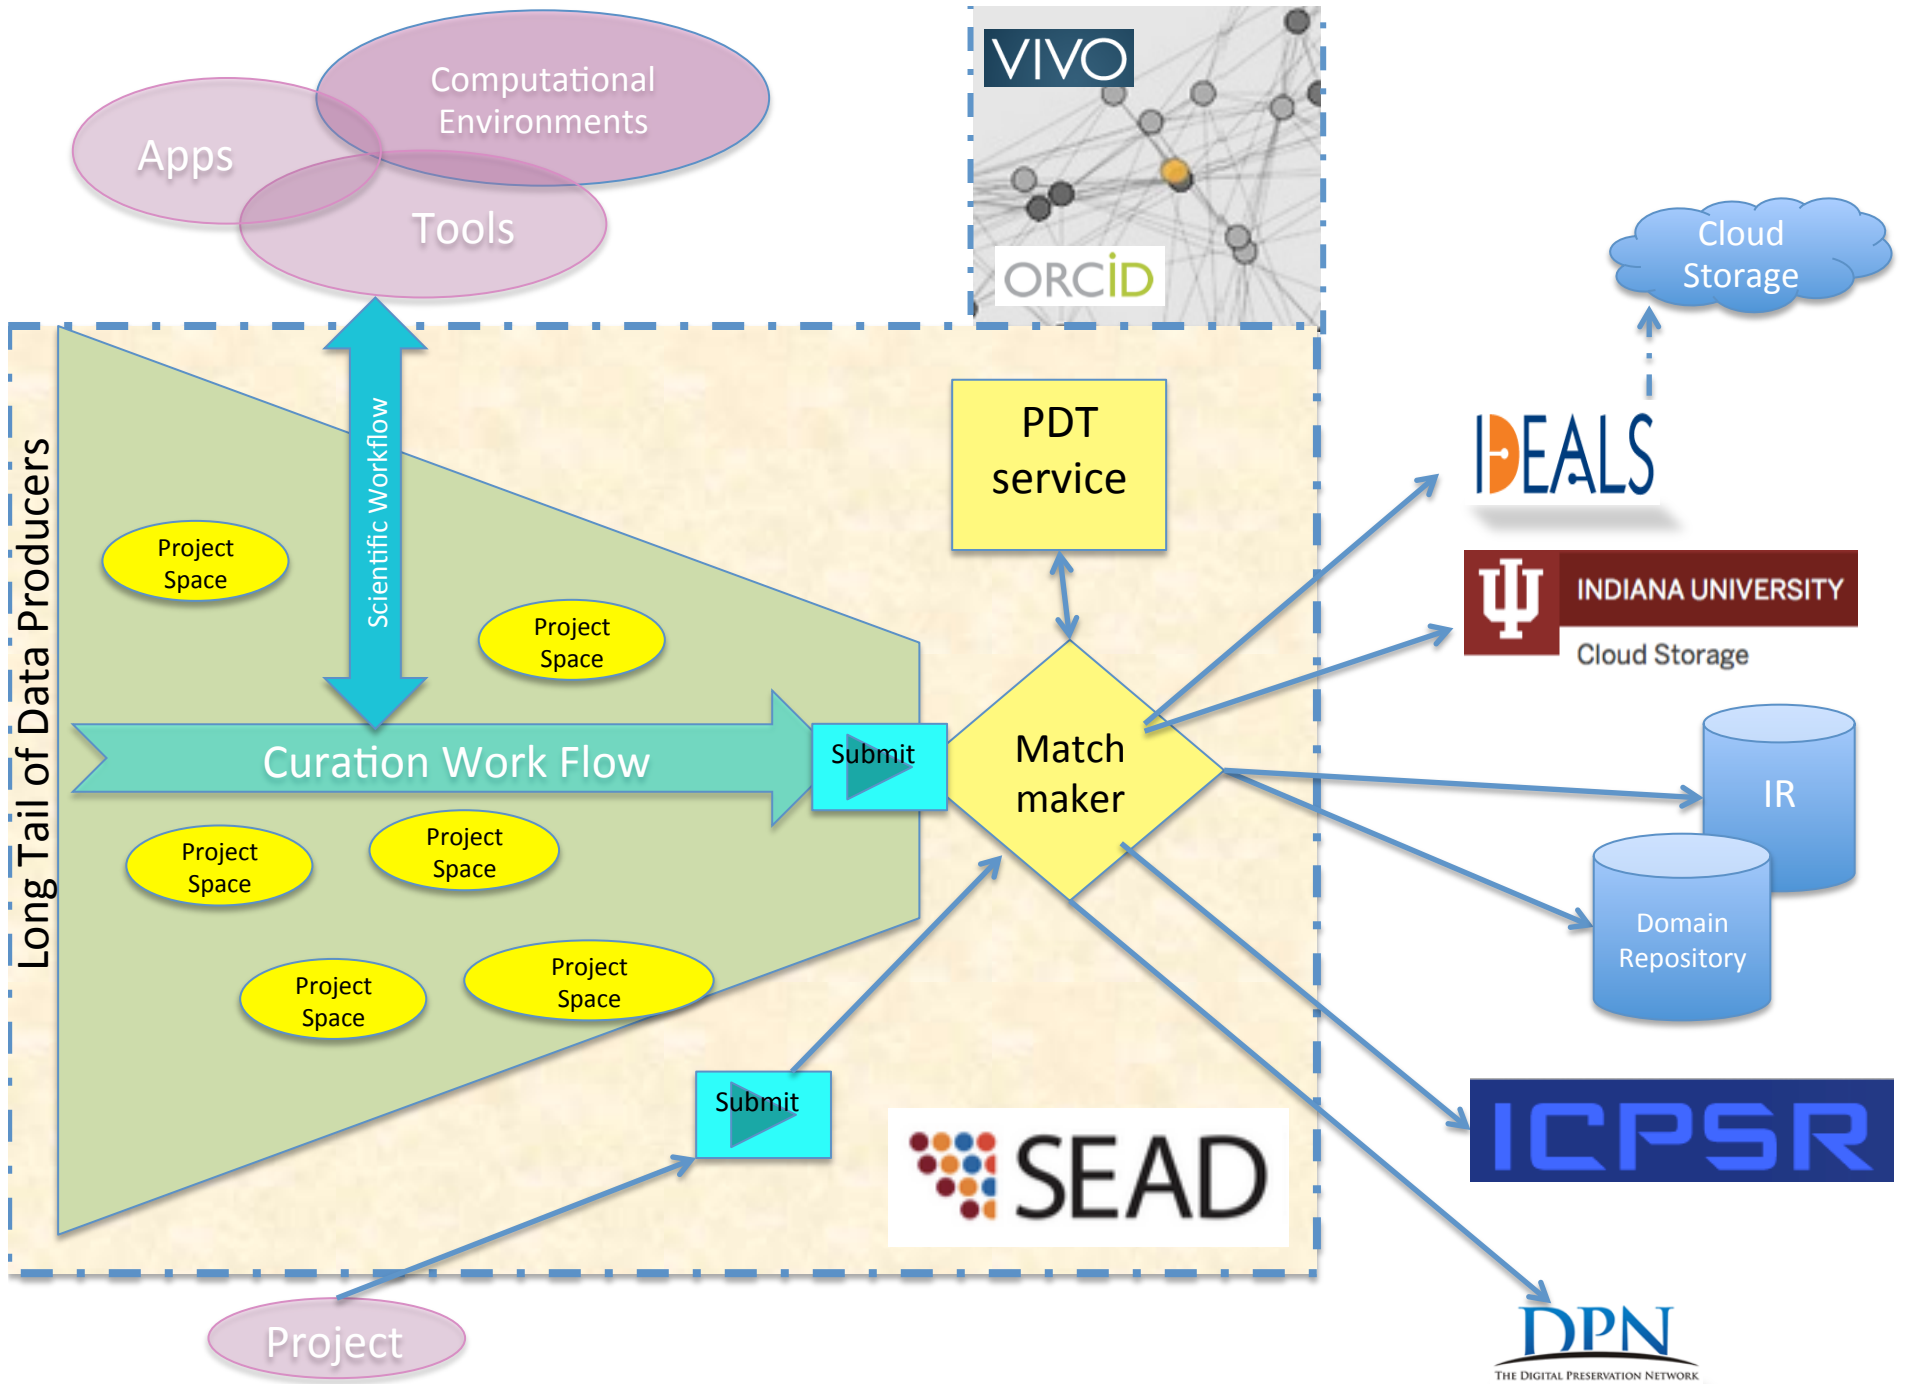 Computational
Environments
Apps
Tools
VIVO
ORCiD
Cloud
Storage
Long Tail of Data Producers
Scientific Workflow
PDT
service
IDEALS
INDIANA UNIVERSITY
Cloud Storage
Project
Space
Project
Space
Curation Work Flow
Submit
Match
maker
IR
Project
Space
Project
Space
Domain
Repository
Project
Space
Project
Space
Submit
SEAD
ICPSR
Project
DPN
THE DIGITAL PRESERVATION NETWORK